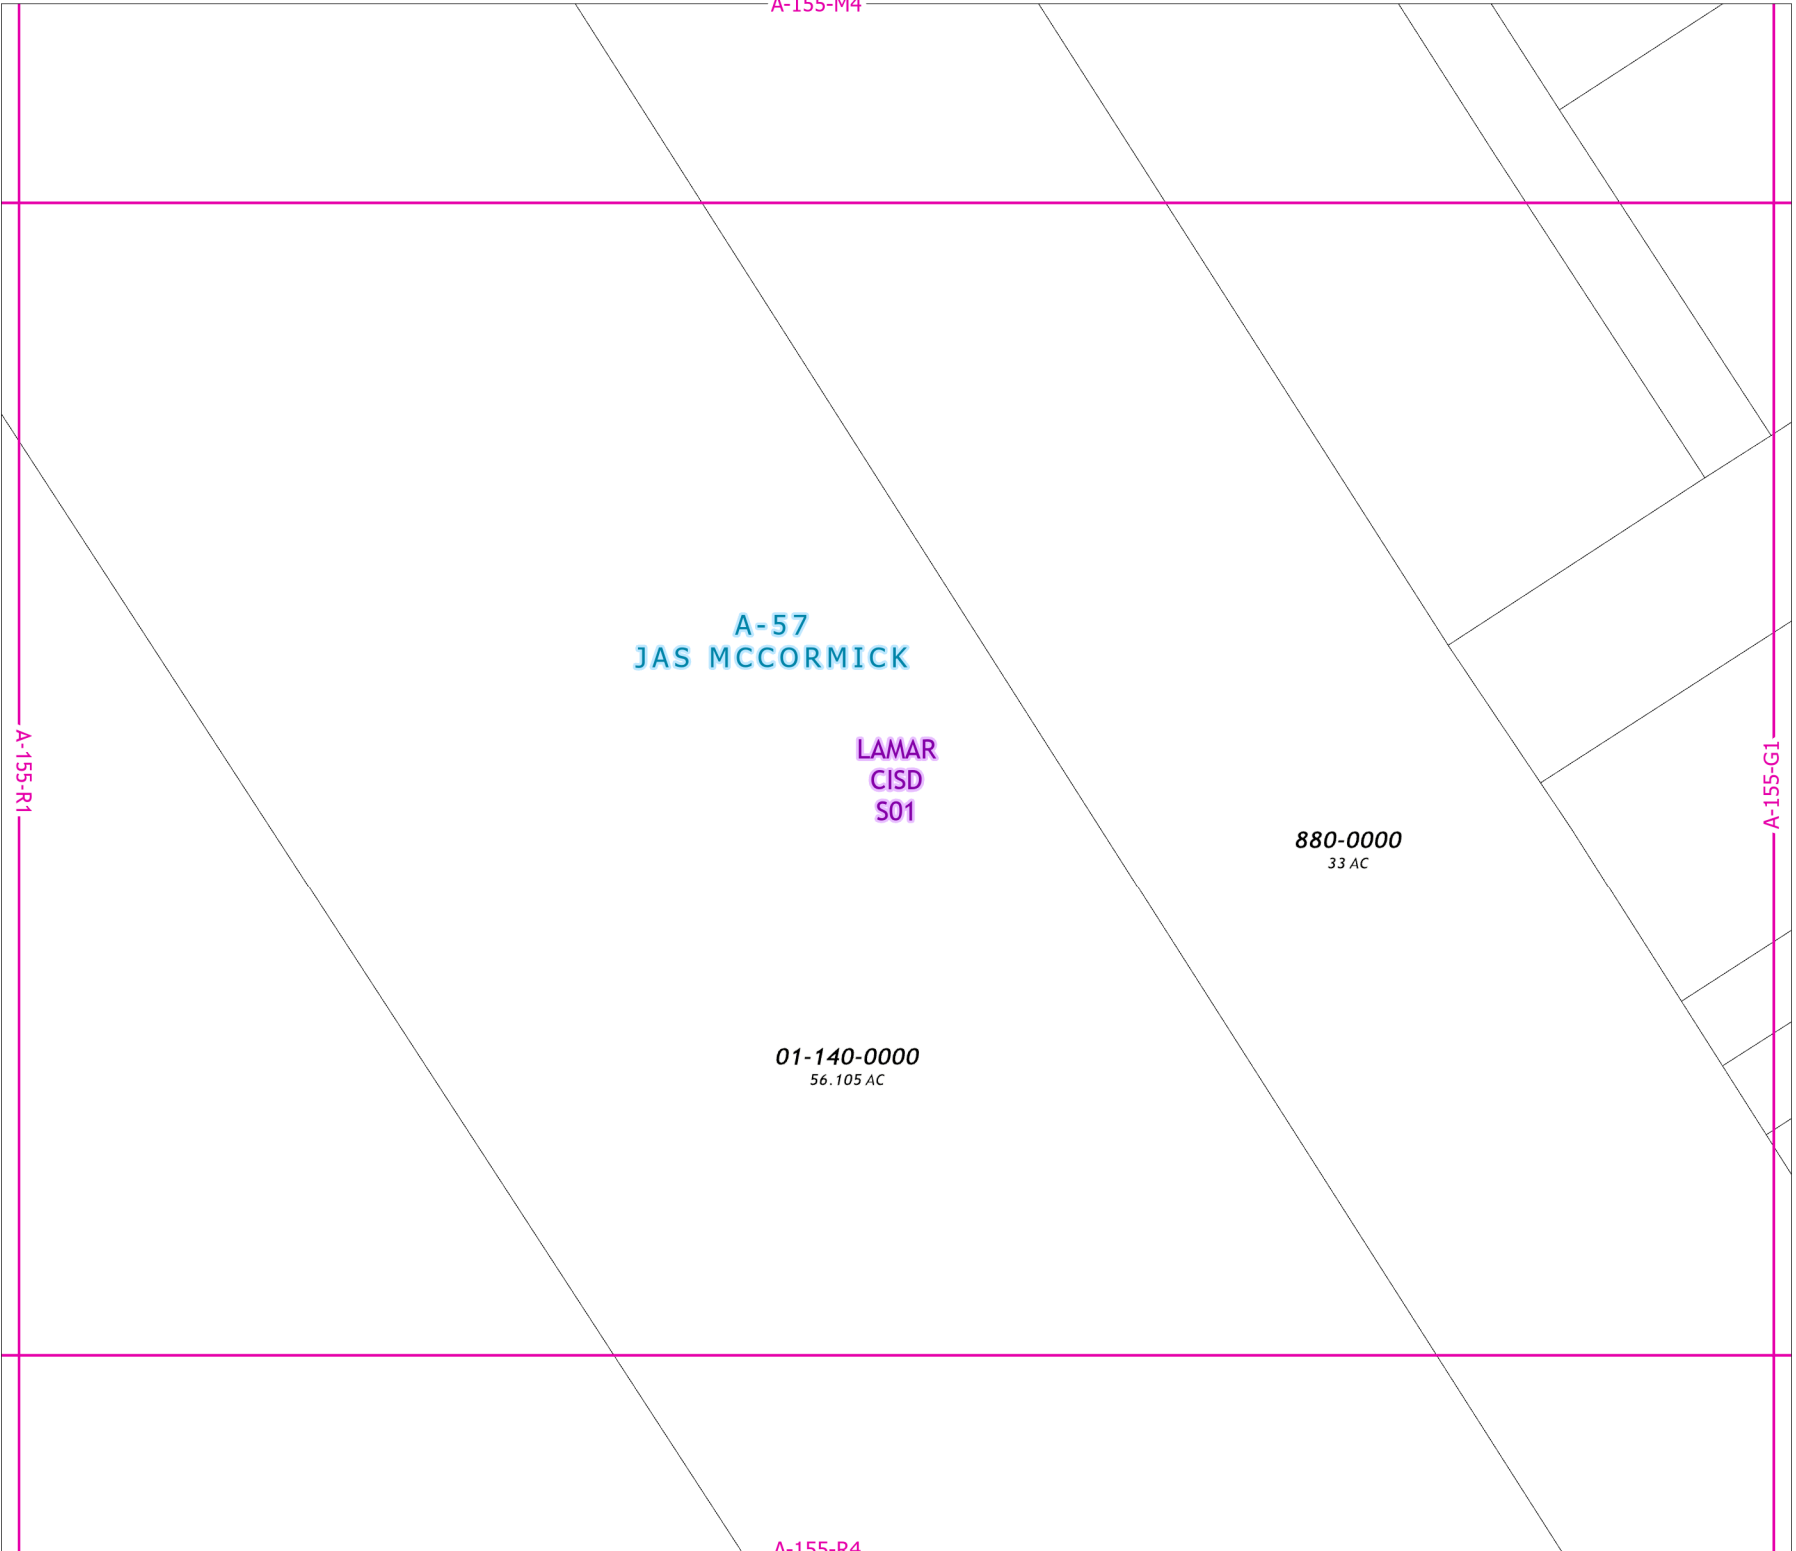 A-155-M4
A-57
JAS MCCORMICK
LAMAR
CISD
S01
A-155-R1
A-155-G1
880-0000
33 AC
01-140-0000
56.105 AC
A-155-R4